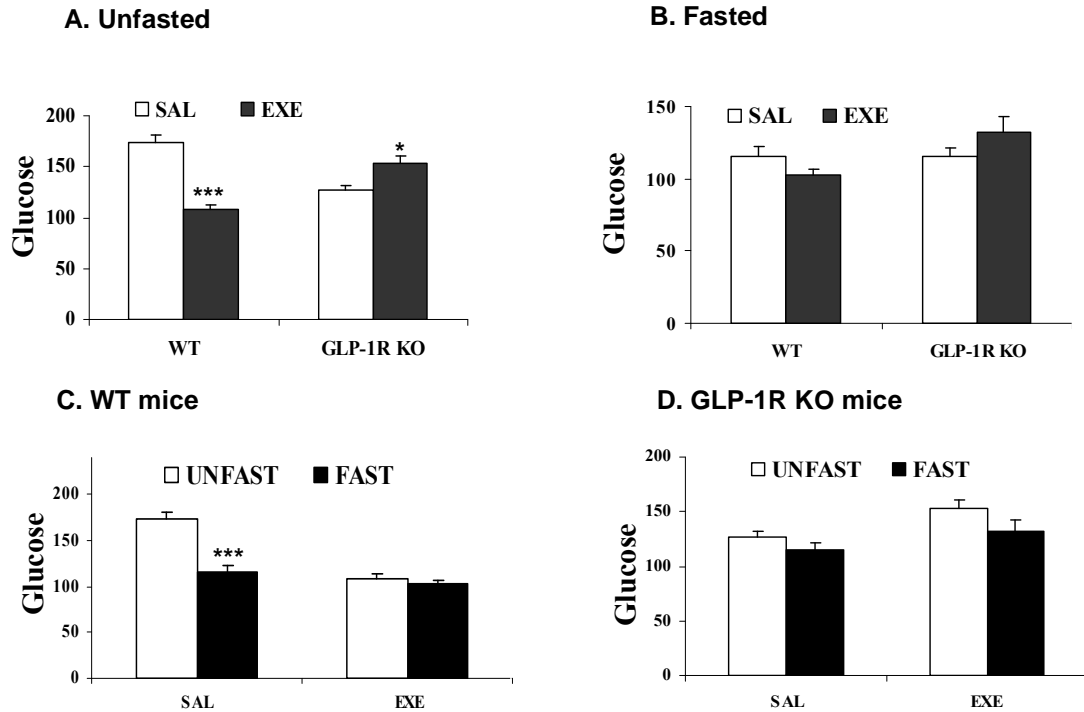 A. Unfasted
SAL EXE
200
150
100
50
0
Glucose
***
*
WT GLP-1R KO
B. Fasted
SAL EXE
150
100
50
0
Glucose
WT GLP-1R KO
C. WT mice
UNFAST FAST
200
150
100
50
0
Glucose
***
SAL EXE
D. GLP-1R KO mice
UNFAST FAST
200
150
100
50
0
Glucose
SAL EXE